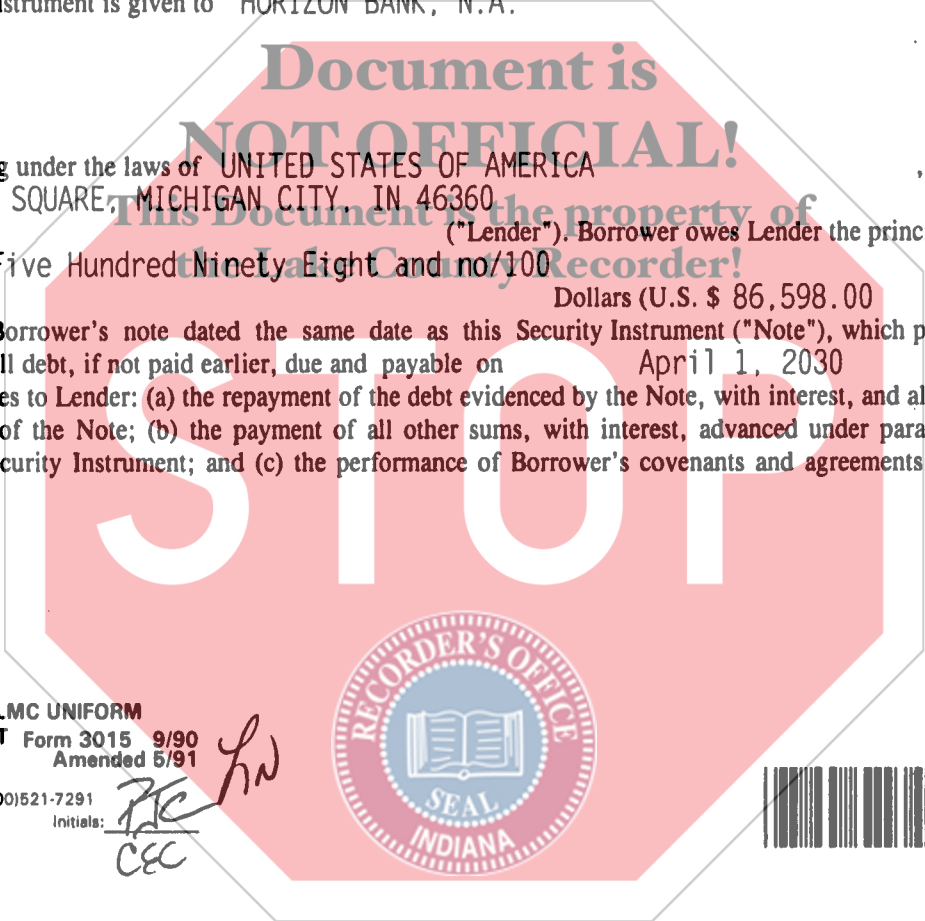 strument is given to HORIZON BANK, N.A.
Document is
NOT OFFICIAL!
under the laws of UNITED STATES OF AMERICA ,
SQUARE, MICHIGAN CITY, IN 46360
This Document is the property of
("Lender"). Borrower owes Lender the princ
ive Hundred Ninety Eight and no/100
the Lake County Recorder!
Dollars (U.S. $ 86,598.00
orrower's note dated the same date as this Security Instrument ("Note"), which p
ll debt, if not paid earlier, due and payable on April 1, 2030
es to Lender: (a) the repayment of the debt evidenced by the Note, with interest, and al
of the Note; (b) the payment of all other sums, with interest, advanced under para
curity Instrument; and (c) the performance of Borrower's covenants and agreements
STOP
RECORDER'S OFFICE
SEAL
INDIANA
MC UNIFORM
T Form 3015 9/90
Amended 5/91
00)521-7291
Initials: PJC
CEC